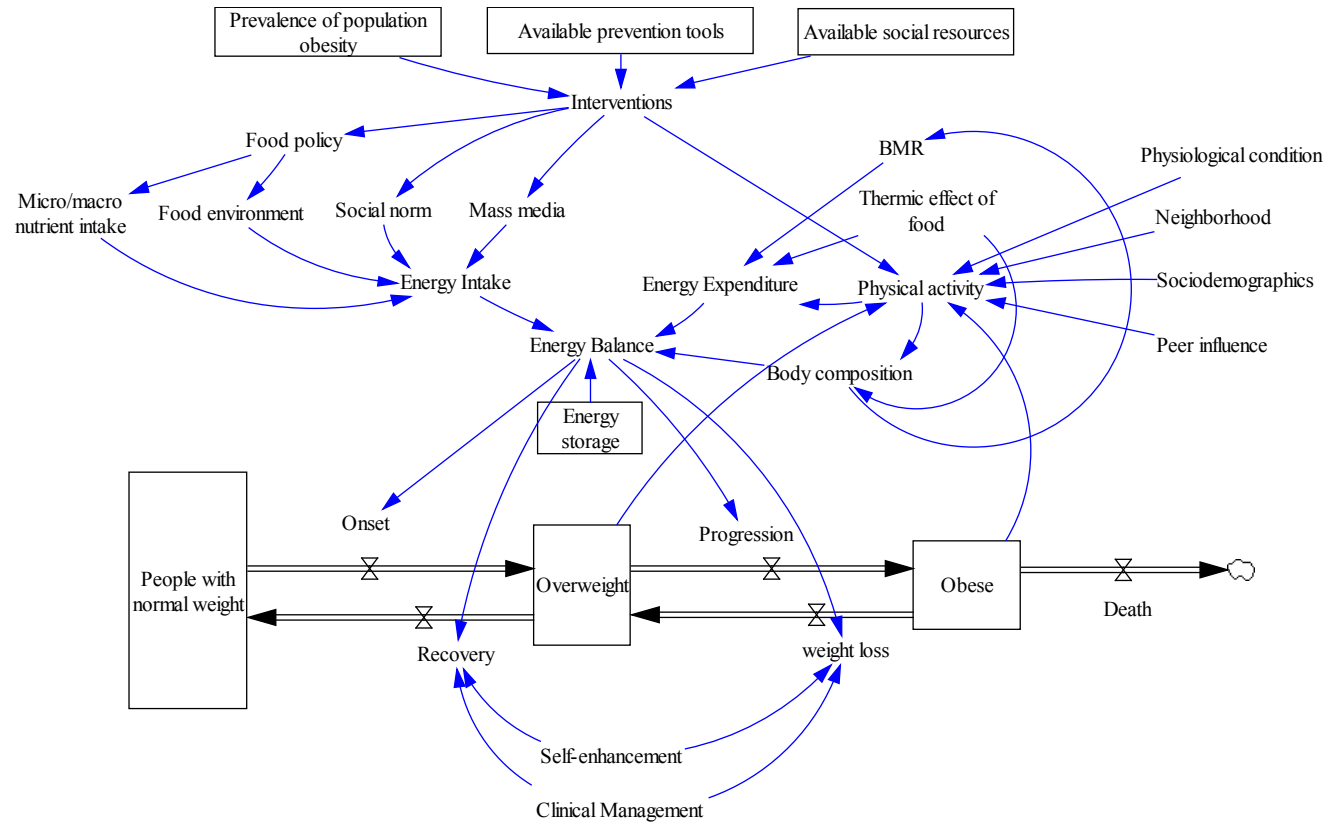 Prevalence of population
obesity
Available prevention tools
Available social resources
Interventions
Food policy
BMR
Physiological condition
Micro/macro
nutrient intake
Food environment
Social norm
Mass media
Thermic effect of
food
Neighborhood
Energy Intake
Energy Expenditure
Physical activity
Sociodemographics
Energy Balance
Body composition
Peer influence
Energy
storage
Onset
Progression
People with
normal weight
Overweight
Obese
Death
Recovery
weight loss
Self-enhancement
Clinical Management